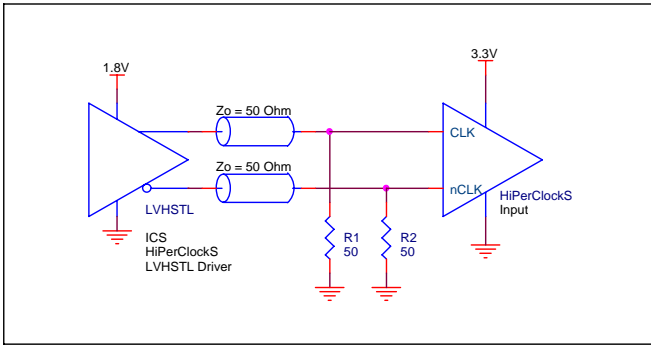 1.8V
3.3V
Zo = 50 Ohm
CLK
Zo = 50 Ohm
nCLK
LVHSTL
HiPerClockS
Input
ICS
HiPerClockS
LVHSTL Driver
R1
50
R2
50